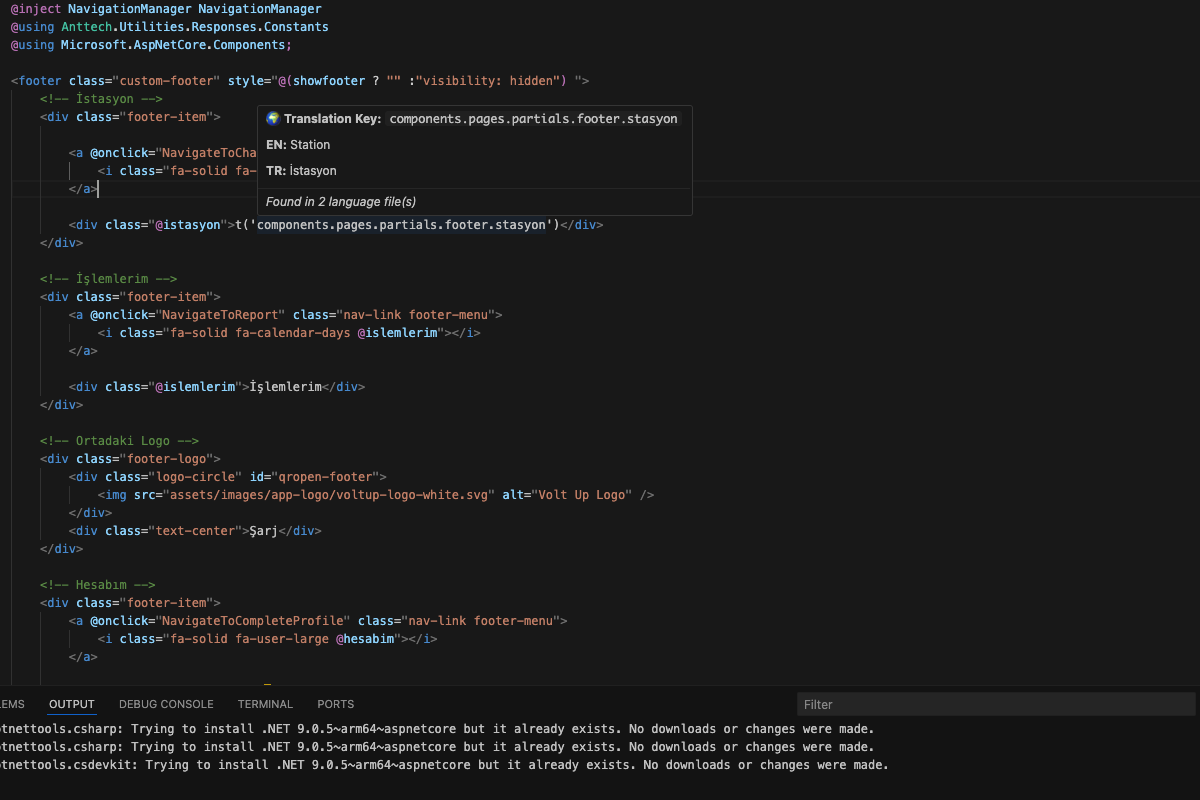 @inject NavigationManager NavigationManager
@using Anttech.Utilities.Responses.Constants
@using Microsoft.AspNetCore.Components;
<footer class="custom-footer" style="@(showfooter ? "" :"visibility: hidden") ">
<!-- İstasyon -->
<div class="footer-item">
Translation Key: components.pages.partials.footer.stasyon
EN: Station
TR: İstasyon
Found in 2 language file(s)
<a @onclick="NavigateToCha
<i class="fa-solid fa-
</a>
<div class="@istasyon">t('components.pages.partials.footer.stasyon')</div>
</div>
<!-- İşlemlerim -->
<div class="footer-item">
<a @onclick="NavigateToReport" class="nav-link footer-menu">
<i class="fa-solid fa-calendar-days @islemlerim"></i>
</a>
<div class="@islemlerim">İşlemlerim</div>
</div>
<!-- Ortadaki Logo -->
<div class="footer-logo">
<div class="logo-circle" id="qropen-footer">
<img src="assets/images/app-logo/voltup-logo-white.svg" alt="Volt Up Logo" />
</div>
<div class="text-center">Şarj</div>
</div>
<!-- Hesabım -->
<div class="footer-item">
<a @onclick="NavigateToCompleteProfile" class="nav-link footer-menu">
<i class="fa-solid fa-user-large @hesabim"></i>
</a>
LEMS OUTPUT DEBUG CONSOLE TERMINAL PORTS Filter
otnettools.csharp: Trying to install .NET 9.0.5~arm64~aspnetcore but it already exists. No downloads or changes were made.
otnettools.csharp: Trying to install .NET 9.0.5~arm64~aspnetcore but it already exists. No downloads or changes were made.
otnettools.csdevkit: Trying to install .NET 9.0.5~arm64~aspnetcore but it already exists. No downloads or changes were made.